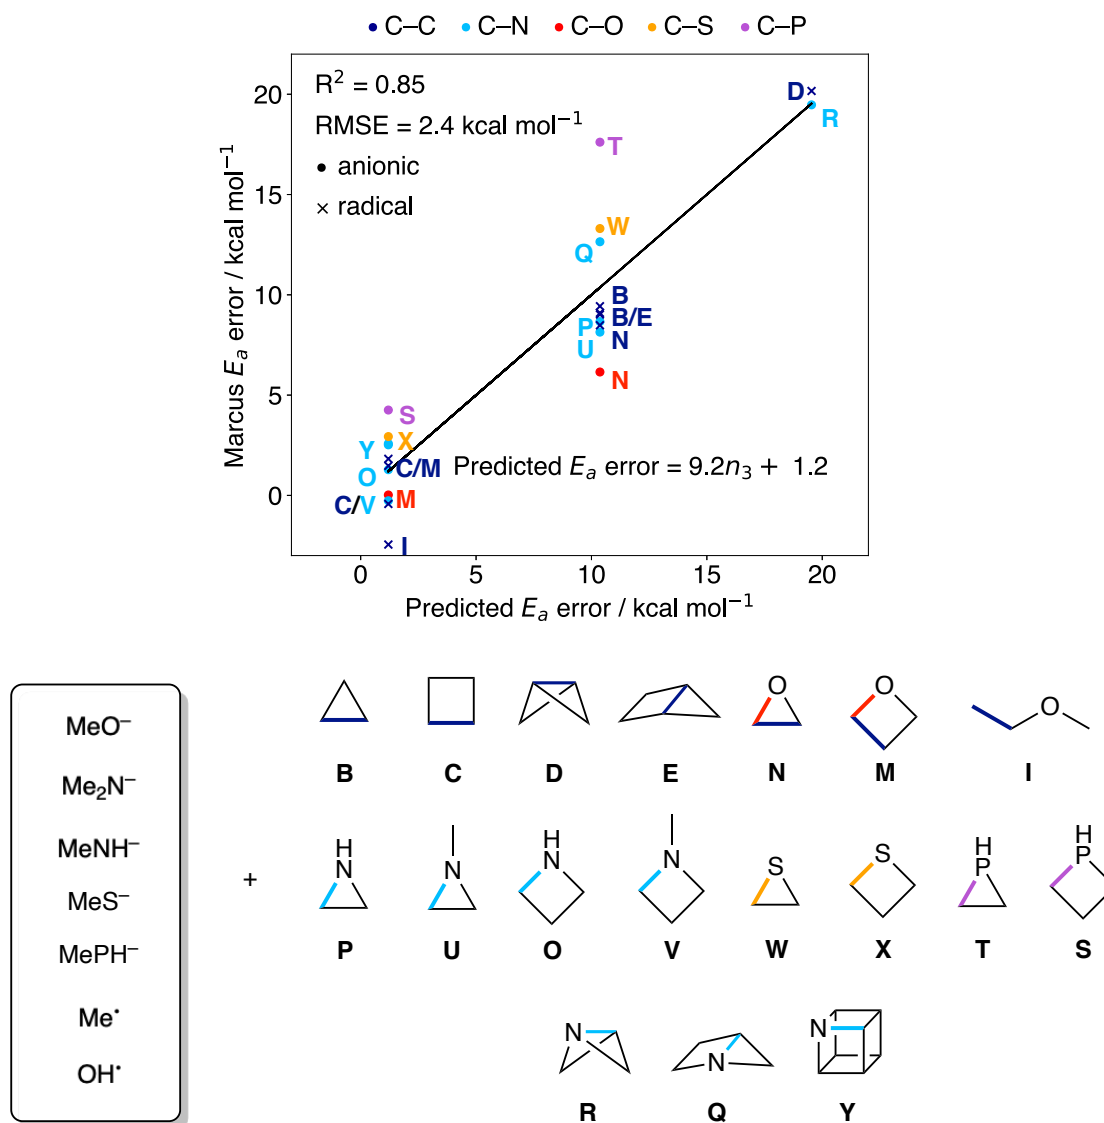 C–C C–N C–O C–S C–P
R² = 0.85
RMSE = 2.4 kcal mol⁻¹
anionic
× radical
D
R
T
W
Q
B
B/E
P
N
U
N
S
X
Y
C/M
O
M
C/V
I
Predicted Eₐ error = 9.2n₃ + 1.2
20
15
10
5
0
Marcus Eₐ error / kcal mol⁻¹
0 5 10 15 20
Predicted Eₐ error / kcal mol⁻¹
MeO⁻
Me₂N⁻
MeNH⁻
MeS⁻
MePH⁻
Me•
OH•
+
O O O
B C D E N M I
H
N N H
N N S S H
P H
P
P U O V W X T S
N N N
R Q Y